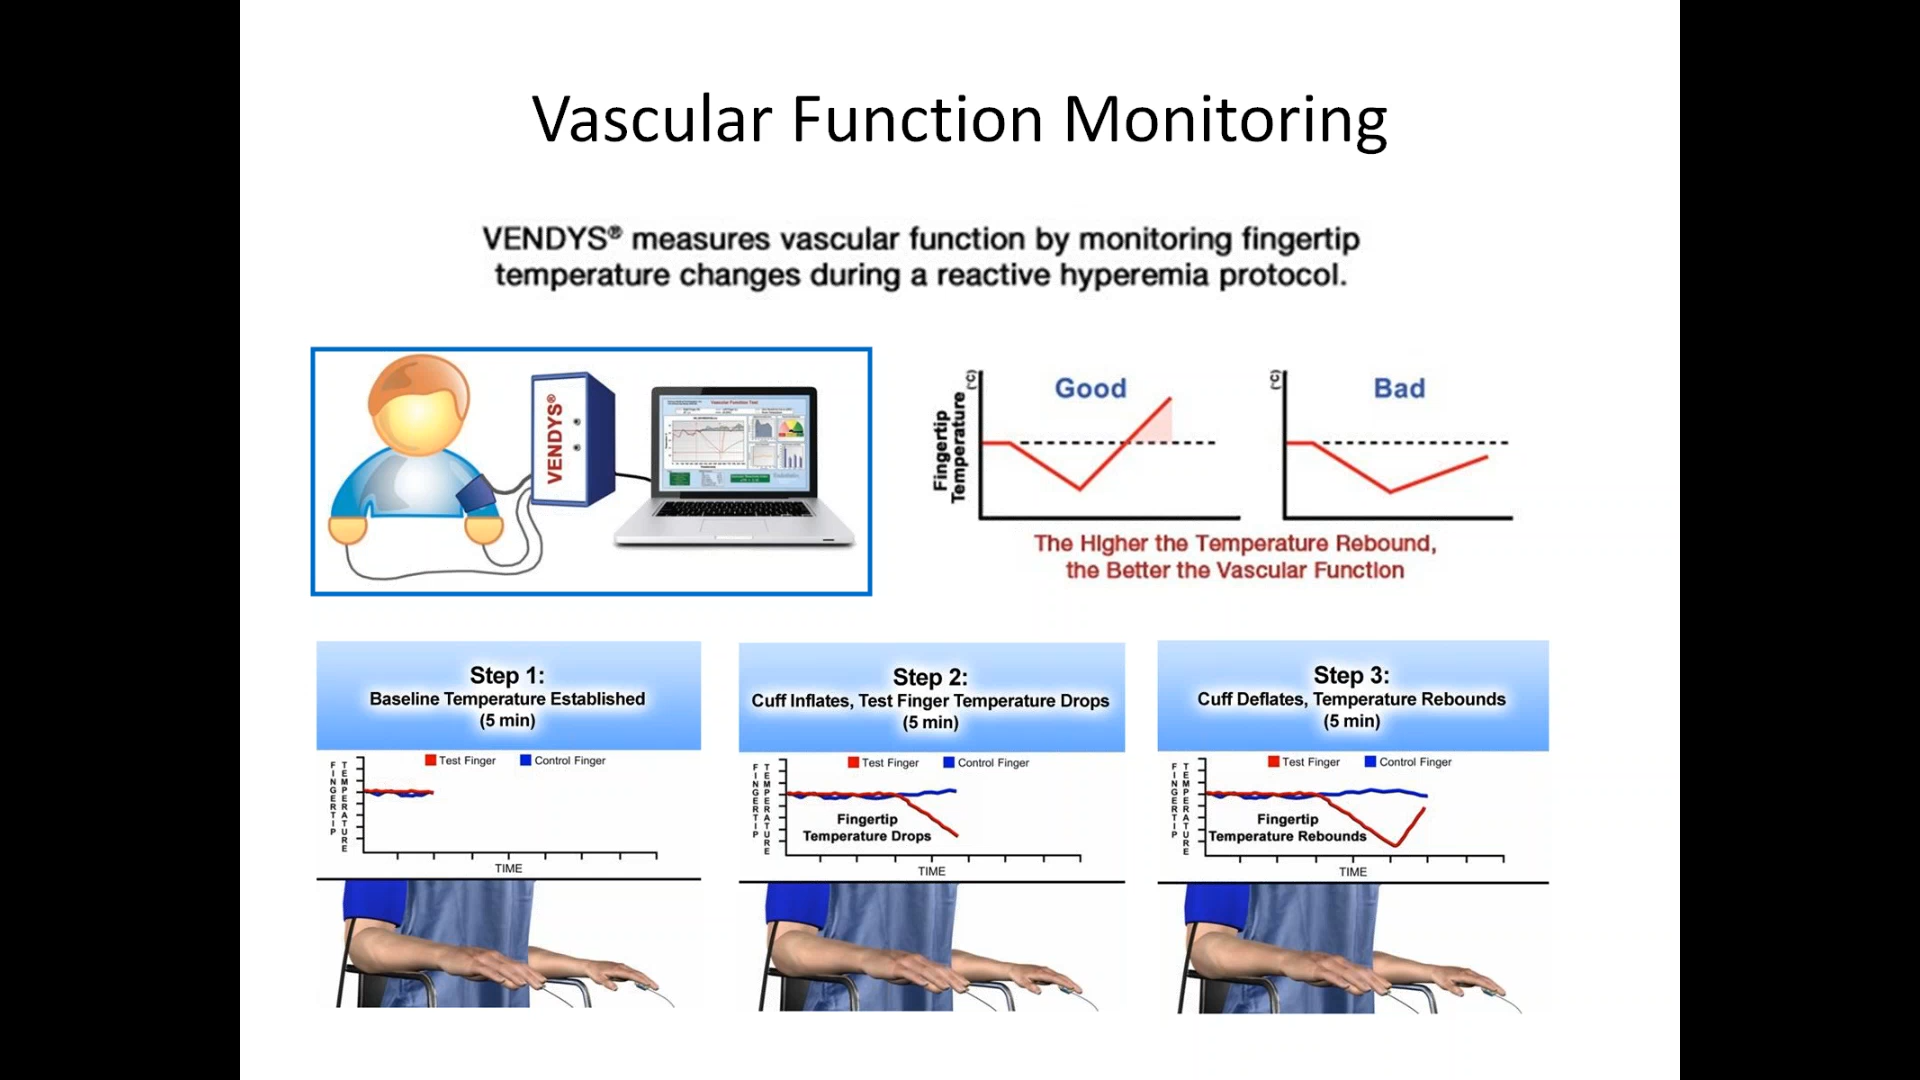 Vascular Function Monitoring
VENDYS® measures vascular function by monitoring fingertip
temperature changes during a reactive hyperemia protocol.
VENDYS®
Vascular Function Test
Fingertip
Temperature
(°C)
Good
(°C)
Bad
The Higher the Temperature Rebound,
the Better the Vascular Function
Step 1:
Baseline Temperature Established
(5 min)
Test Finger
Control Finger
FINGERTIP
TEMPERATURE
TIME
Step 2:
Cuff Inflates, Test Finger Temperature Drops
(5 min)
Test Finger
Control Finger
FINGERTIP
TEMPERATURE
Fingertip
Temperature Drops
TIME
Step 3:
Cuff Deflates, Temperature Rebounds
(5 min)
Test Finger
Control Finger
FINGERTIP
TEMPERATURE
Fingertip
Temperature Rebounds
TIME